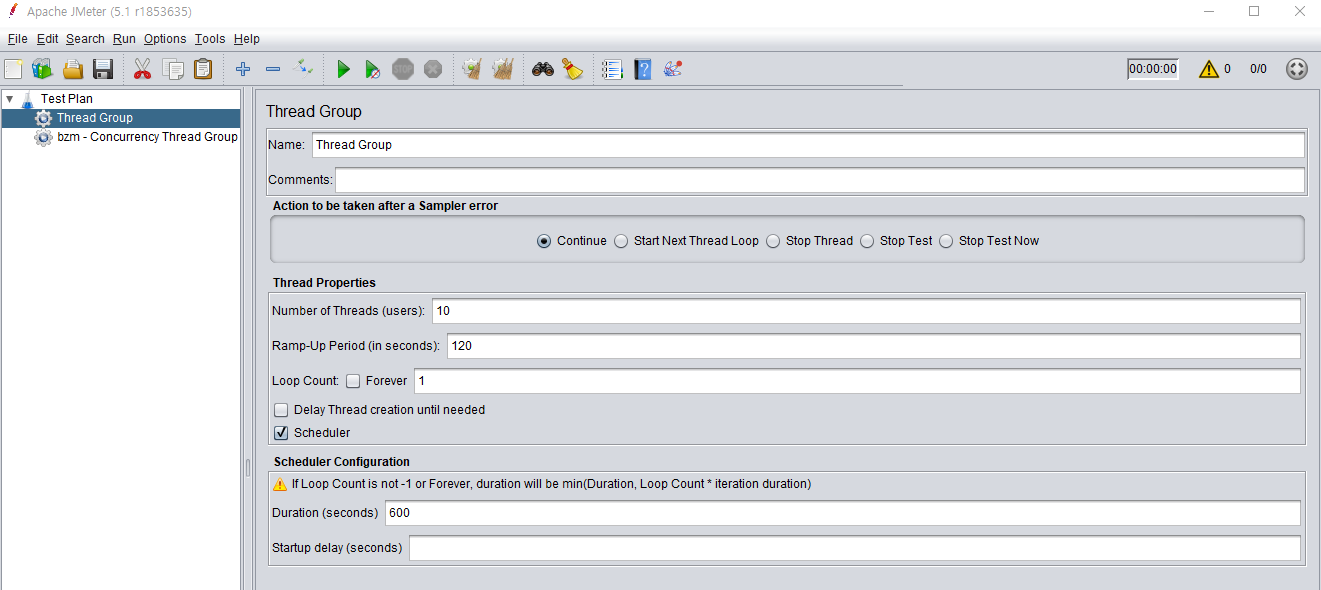 Apache JMeter (5.1 r1853635)
File Edit Search Run Options Tools Help
STOP 00:00:00 0 0/0
Test Plan
Thread Group
bzm - Concurrency Thread Group
Thread Group
Name: Thread Group
Comments:
Action to be taken after a Sampler error
Continue Start Next Thread Loop Stop Thread Stop Test Stop Test Now
Thread Properties
Number of Threads (users): 10
Ramp-Up Period (in seconds): 120
Loop Count: Forever 1
Delay Thread creation until needed
Scheduler
Scheduler Configuration
If Loop Count is not -1 or Forever, duration will be min(Duration, Loop Count * iteration duration)
Duration (seconds) 600
Startup delay (seconds)